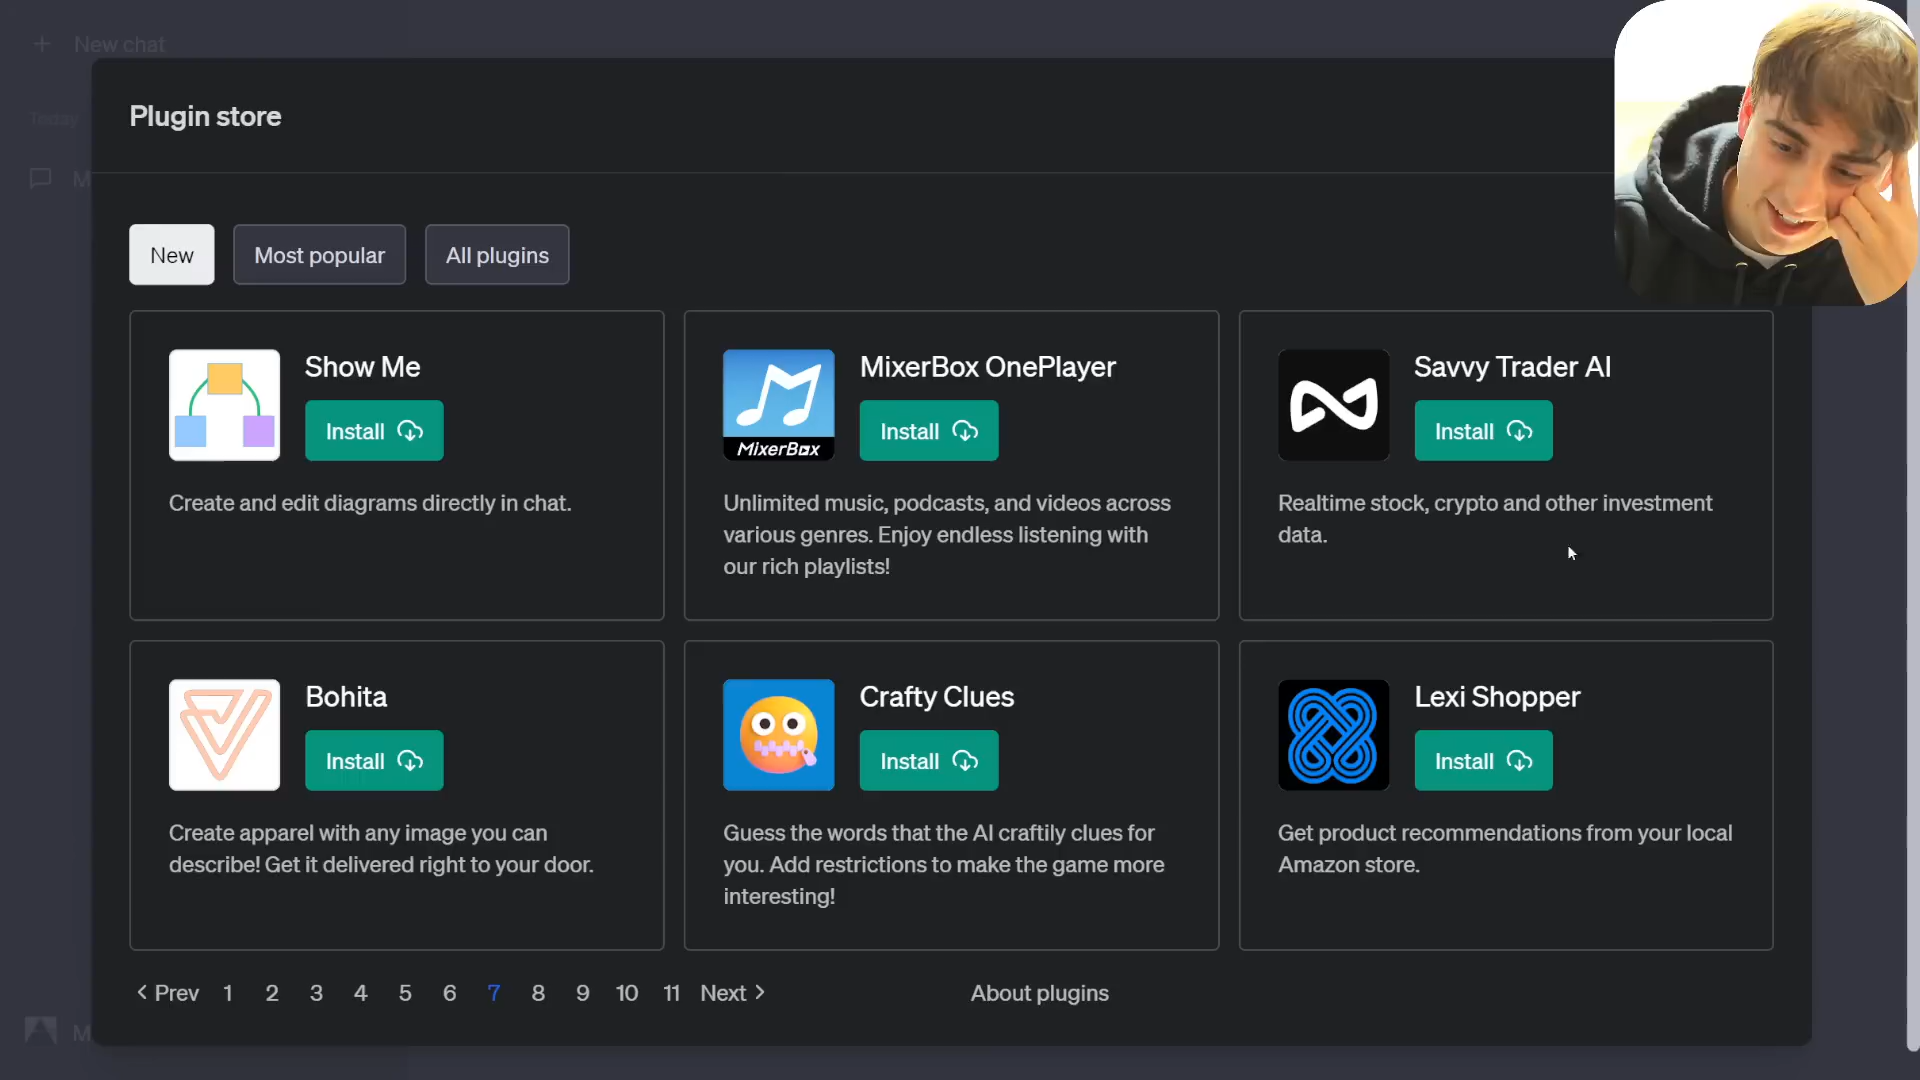 New chat
Plugin store
Today
M
New
Most popular
All plugins
Show Me
Install
Create and edit diagrams directly in chat.
MixerBox OnePlayer
Install
MixerBox
Unlimited music, podcasts, and videos across
various genres. Enjoy endless listening with
our rich playlists!
Savvy Trader AI
Install
Realtime stock, crypto and other investment
data.
Bohita
Install
Create apparel with any image you can
describe! Get it delivered right to your door.
Crafty Clues
Install
Guess the words that the AI craftily clues for
you. Add restrictions to make the game more
interesting!
Lexi Shopper
Install
Get product recommendations from your local
Amazon store.
Prev 1 2 3 4 5 6 7 8 9 10 11 Next
About plugins
M